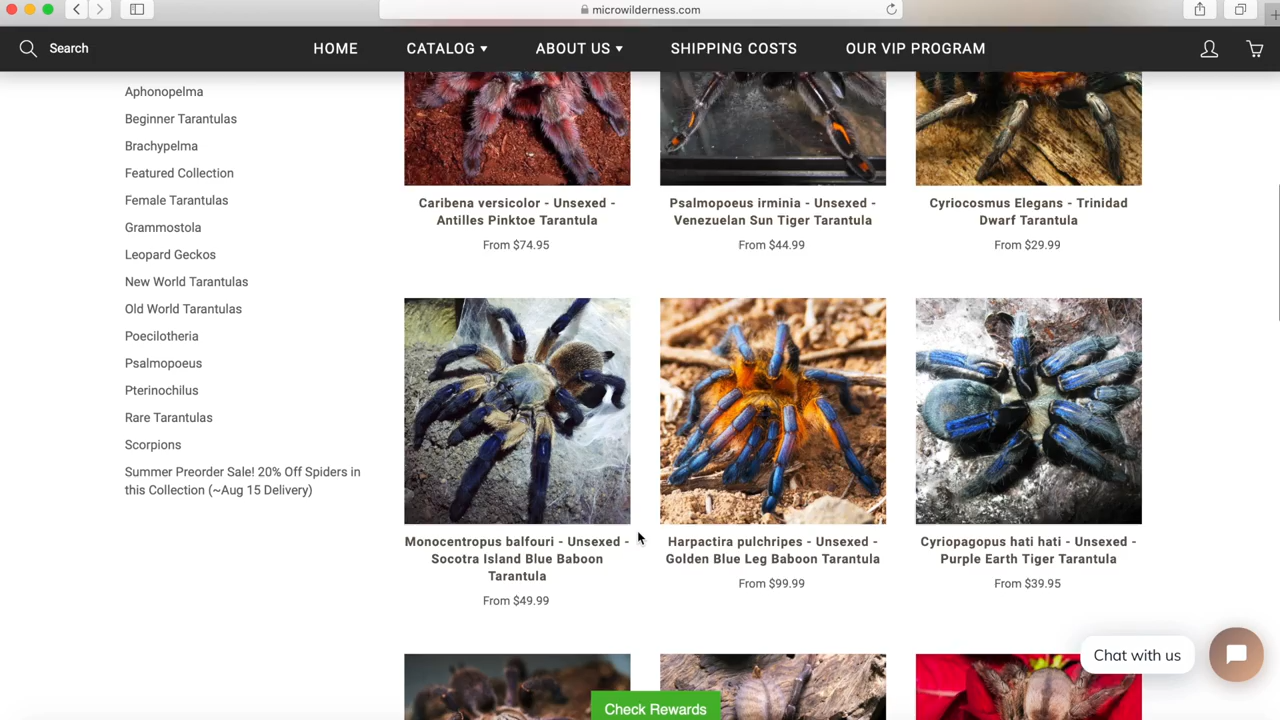 microwilderness.com
Search
HOME
CATALOG ▾
ABOUT US ▾
SHIPPING COSTS
OUR VIP PROGRAM
Aphonopelma
Beginner Tarantulas
Brachypelma
Featured Collection
Female Tarantulas
Grammostola
Leopard Geckos
New World Tarantulas
Old World Tarantulas
Poecilotheria
Psalmopoeus
Pterinochilus
Rare Tarantulas
Scorpions
Summer Preorder Sale! 20% Off Spiders in
this Collection (~Aug 15 Delivery)
Caribena versicolor - Unsexed -
Antilles Pinktoe Tarantula
From $74.95
Psalmopoeus irminia - Unsexed -
Venezuelan Sun Tiger Tarantula
From $44.99
Cyriocosmus Elegans - Trinidad
Dwarf Tarantula
From $29.99
Monocentropus balfouri - Unsexed -
Socotra Island Blue Baboon
Tarantula
From $49.99
Harpactira pulchripes - Unsexed -
Golden Blue Leg Baboon Tarantula
From $99.99
Cyriopagopus hati hati - Unsexed -
Purple Earth Tiger Tarantula
From $39.95
Chat with us
Check Rewards